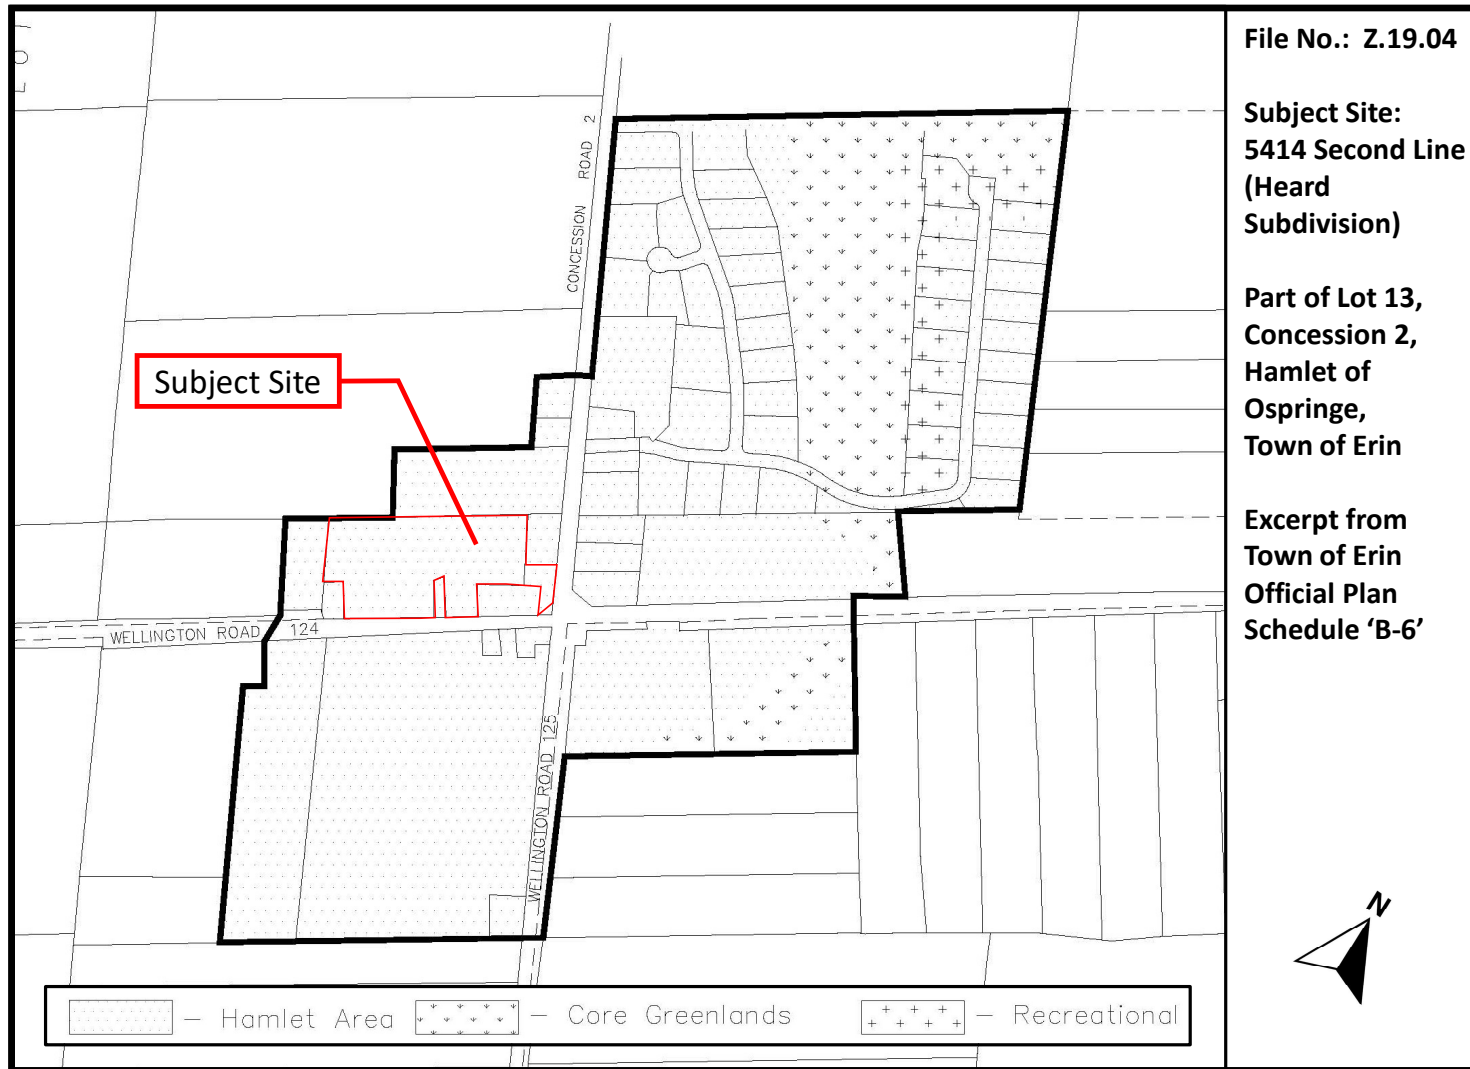 LOT
CONCESSION ROAD 2
Subject Site
WELLINGTON ROAD 124
WELLINGTON ROAD 125
— Hamlet Area
— Core Greenlands
— Recreational
File No.: Z.19.04
Subject Site:
5414 Second Line
(Heard
Subdivision)
Part of Lot 13,
Concession 2,
Hamlet of
Ospringe,
Town of Erin
Excerpt from
Town of Erin
Official Plan
Schedule ‘B-6’
N